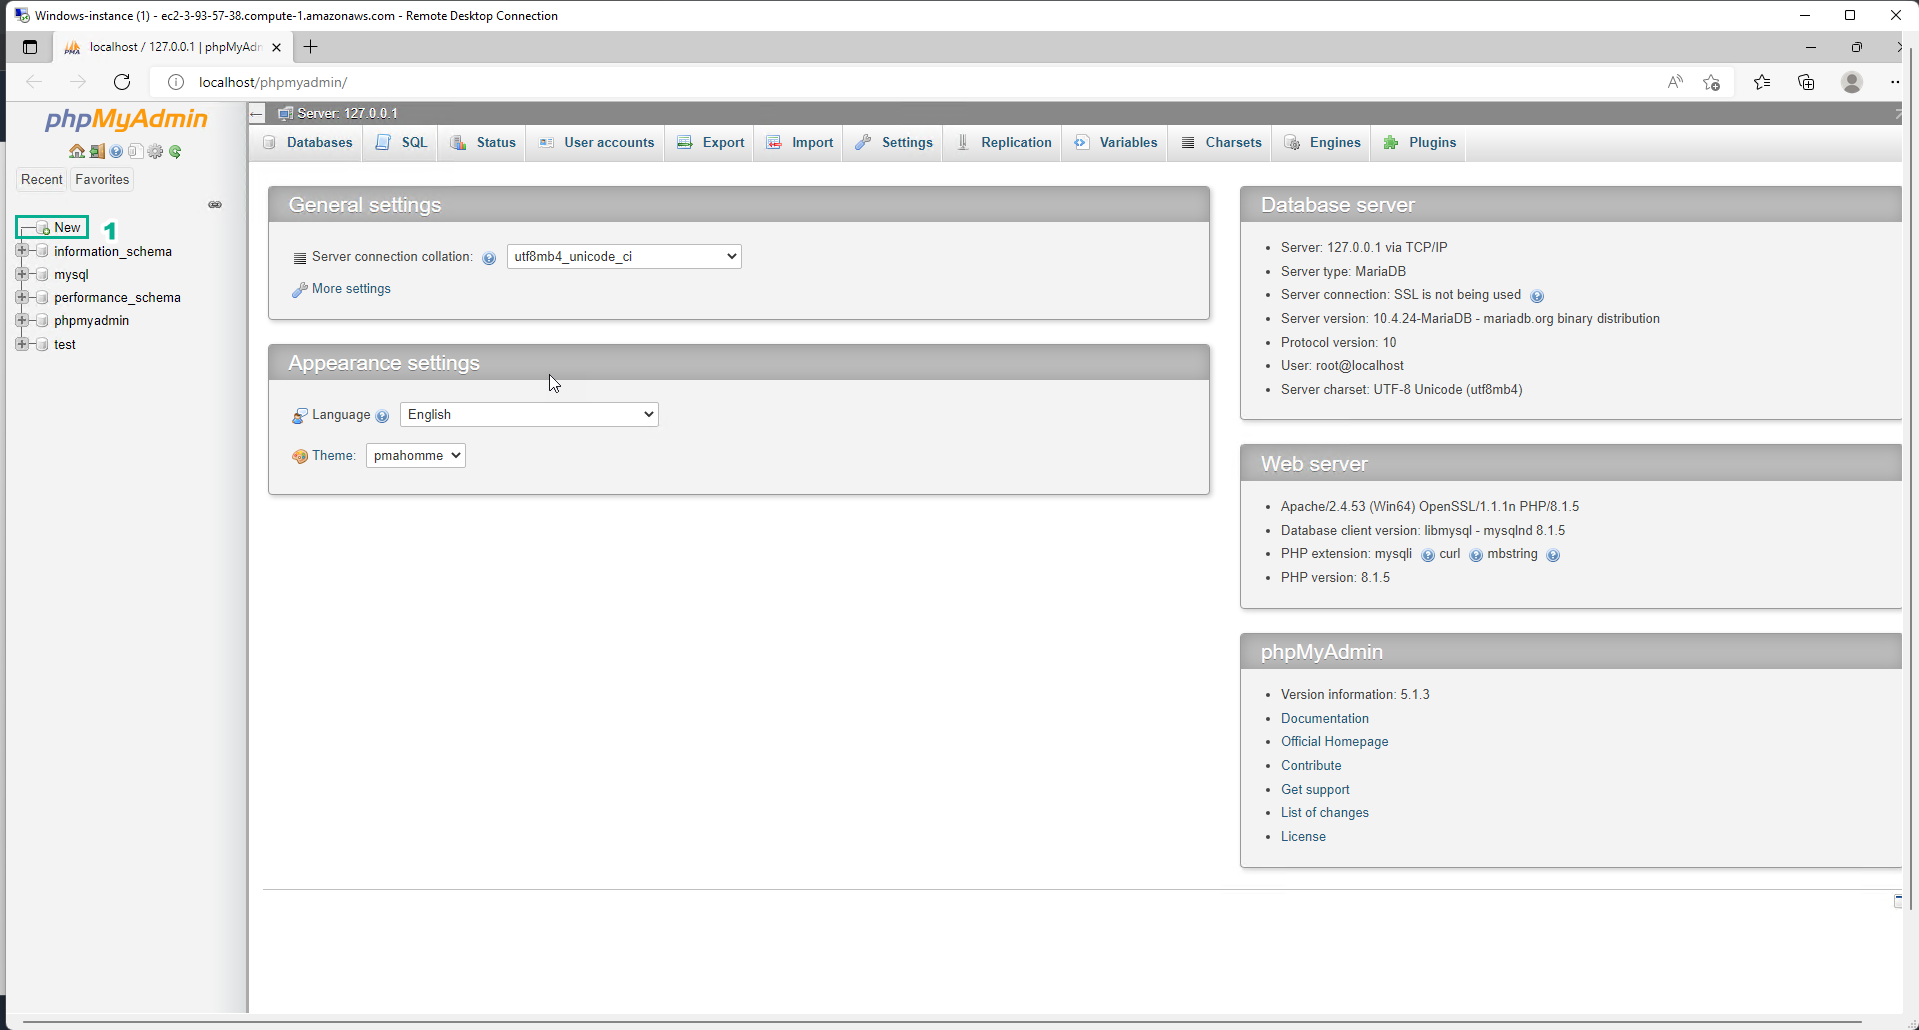 Windows-instance (1) - ec2-3-93-57-38.compute-1.amazonaws.com - Remote Desktop Connection
localhost / 127.0.0.1 | phpMyAdm
localhost/phpmyadmin/
phpMyAdmin
Recent Favorites
New 1
information_schema
mysql
performance_schema
phpmyadmin
test
Server: 127.0.0.1
Databases SQL Status User accounts Export Import Settings Replication Variables Charsets Engines Plugins
General settings
Server connection collation: utf8mb4_unicode_ci
More settings
Appearance settings
Language English
Theme: pmahomme
Database server
• Server: 127.0.0.1 via TCP/IP
• Server type: MariaDB
• Server connection: SSL is not being used
• Server version: 10.4.24-MariaDB - mariadb.org binary distribution
• Protocol version: 10
• User: root@localhost
• Server charset: UTF-8 Unicode (utf8mb4)
Web server
• Apache/2.4.53 (Win64) OpenSSL/1.1.1n PHP/8.1.5
• Database client version: libmysql - mysqlnd 8.1.5
• PHP extension: mysqli curl mbstring
• PHP version: 8.1.5
phpMyAdmin
• Version information: 5.1.3
• Documentation
• Official Homepage
• Contribute
• Get support
• List of changes
• License